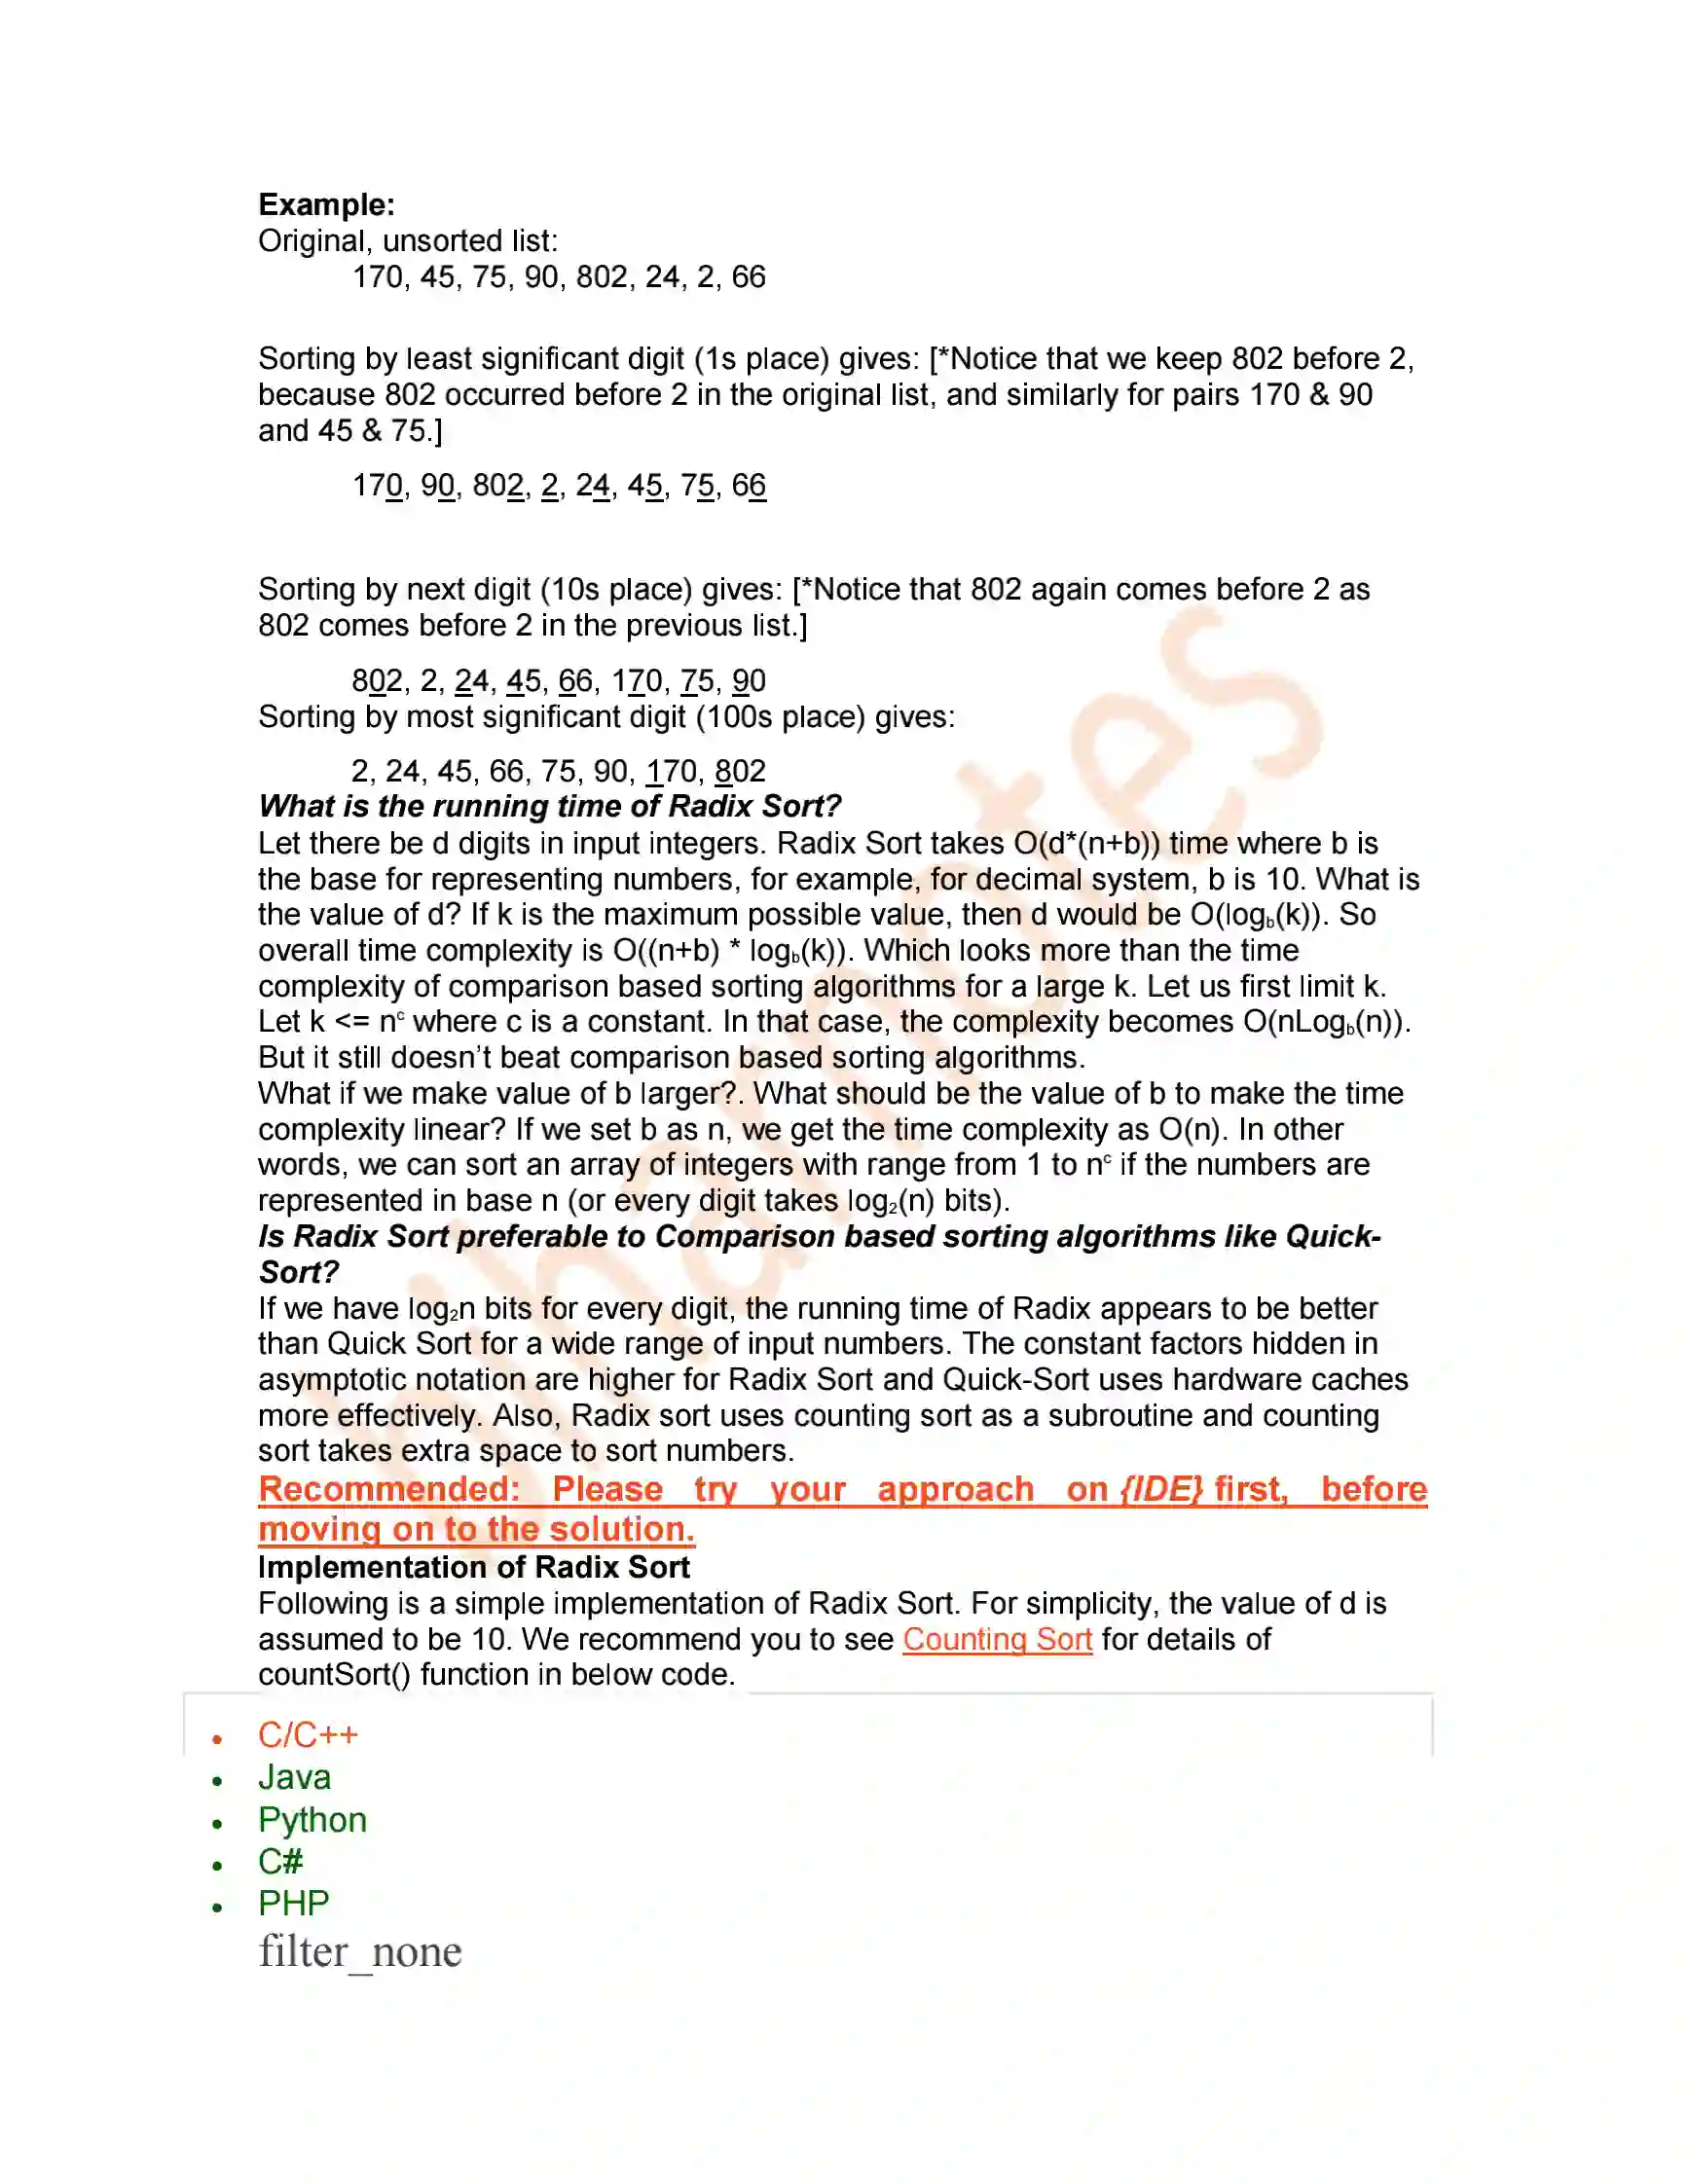 Example:
Original, unsorted list:
170, 45, 75, 90, 802, 24, 2, 66
Sorting by least significant digit (1s place) gives: [*Notice that we keep 802 before 2,
because 802 occurred before 2 in the original list, and similarly for pairs 170 & 90
and 45 & 75.]
170, 90, 802, 2, 24, 45, 75, 66
Sorting by next digit (10s place) gives: [*Notice that 802 again comes before 2 as
802 comes before 2 in the previous list.]
802, 2, 24, 45, 66, 170, 75, 90
Sorting by most significant digit (100s place) gives:
2, 24, 45, 66, 75, 90, 170, 802
What is the running time of Radix Sort?
Let there be d digits in input integers. Radix Sort takes O(d*(n+b)) time where b is
the base for representing numbers, for example, for decimal system, b is 10. What is
the value of d? If k is the maximum possible value, then d would be O(log_b(k)). So
overall time complexity is O((n+b) * log_b(k)). Which looks more than the time
complexity of comparison based sorting algorithms for a large k. Let us first limit k.
Let k <= n^c where c is a constant. In that case, the complexity becomes O(nLog_b(n)).
But it still doesn't beat comparison based sorting algorithms.
What if we make value of b larger?. What should be the value of b to make the time
complexity linear? If we set b as n, we get the time complexity as O(n). In other
words, we can sort an array of integers with range from 1 to n^c if the numbers are
represented in base n (or every digit takes log₂(n) bits).
Is Radix Sort preferable to Comparison based sorting algorithms like Quick-
Sort?
If we have log₂n bits for every digit, the running time of Radix appears to be better
than Quick Sort for a wide range of input numbers. The constant factors hidden in
asymptotic notation are higher for Radix Sort and Quick-Sort uses hardware caches
more effectively. Also, Radix sort uses counting sort as a subroutine and counting
sort takes extra space to sort numbers.
Recommended: Please try your approach on {IDE} first, before
moving on to the solution.
Implementation of Radix Sort
Following is a simple implementation of Radix Sort. For simplicity, the value of d is
assumed to be 10. We recommend you to see Counting Sort for details of
countSort() function in below code.
• C/C++
• Java
• Python
• C#
• PHP
filter_none